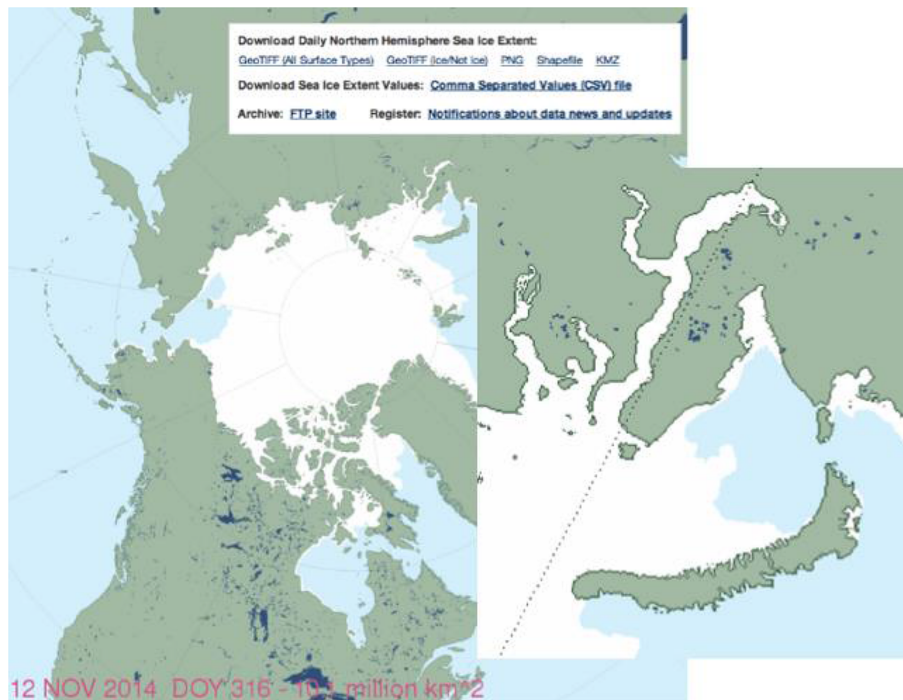 Download Daily Northern Hemisphere Sea Ice Extent:
GeoTIFF (All Surface Types) GeoTIFF (Ice/Not Ice) PNG Shapefile KMZ
Download Sea Ice Extent Values: Comma Separated Values (CSV) file
Archive: FTP site Register: Notifications about data news and updates
12 NOV 2014 DOY 316 - 10.1 million km^2